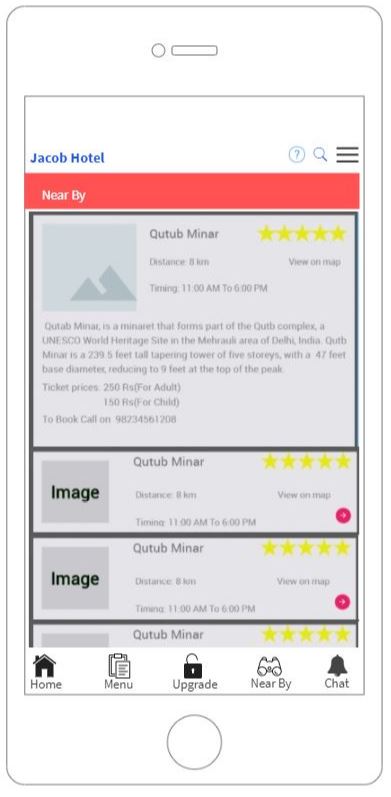 Jacob Hotel
?
Near By
Qutub Minar
Distance: 8 km View on map
Timing: 11:00 AM To 6:00 PM
Qutab Minar, is a minaret that forms part of the Qutb complex, a
UNESCO World Heritage Site in the Mehrauli area of Delhi, India. Qutb
Minar is a 239.5 feet tall tapering tower of five storeys, with a 47 feet
base diameter, reducing to 9 feet at the top of the peak.
Ticket prices: 250 Rs(For Adult)
150 Rs(For Child)
To Book Call on 98234561208
Image
Qutub Minar
Distance: 8 km View on map
Timing: 11:00 AM To 6:00 PM
Image
Qutub Minar
Distance: 8 km View on map
Timing: 11:00 AM To 6:00 PM
Qutub Minar
Home Menu Upgrade Near By Chat